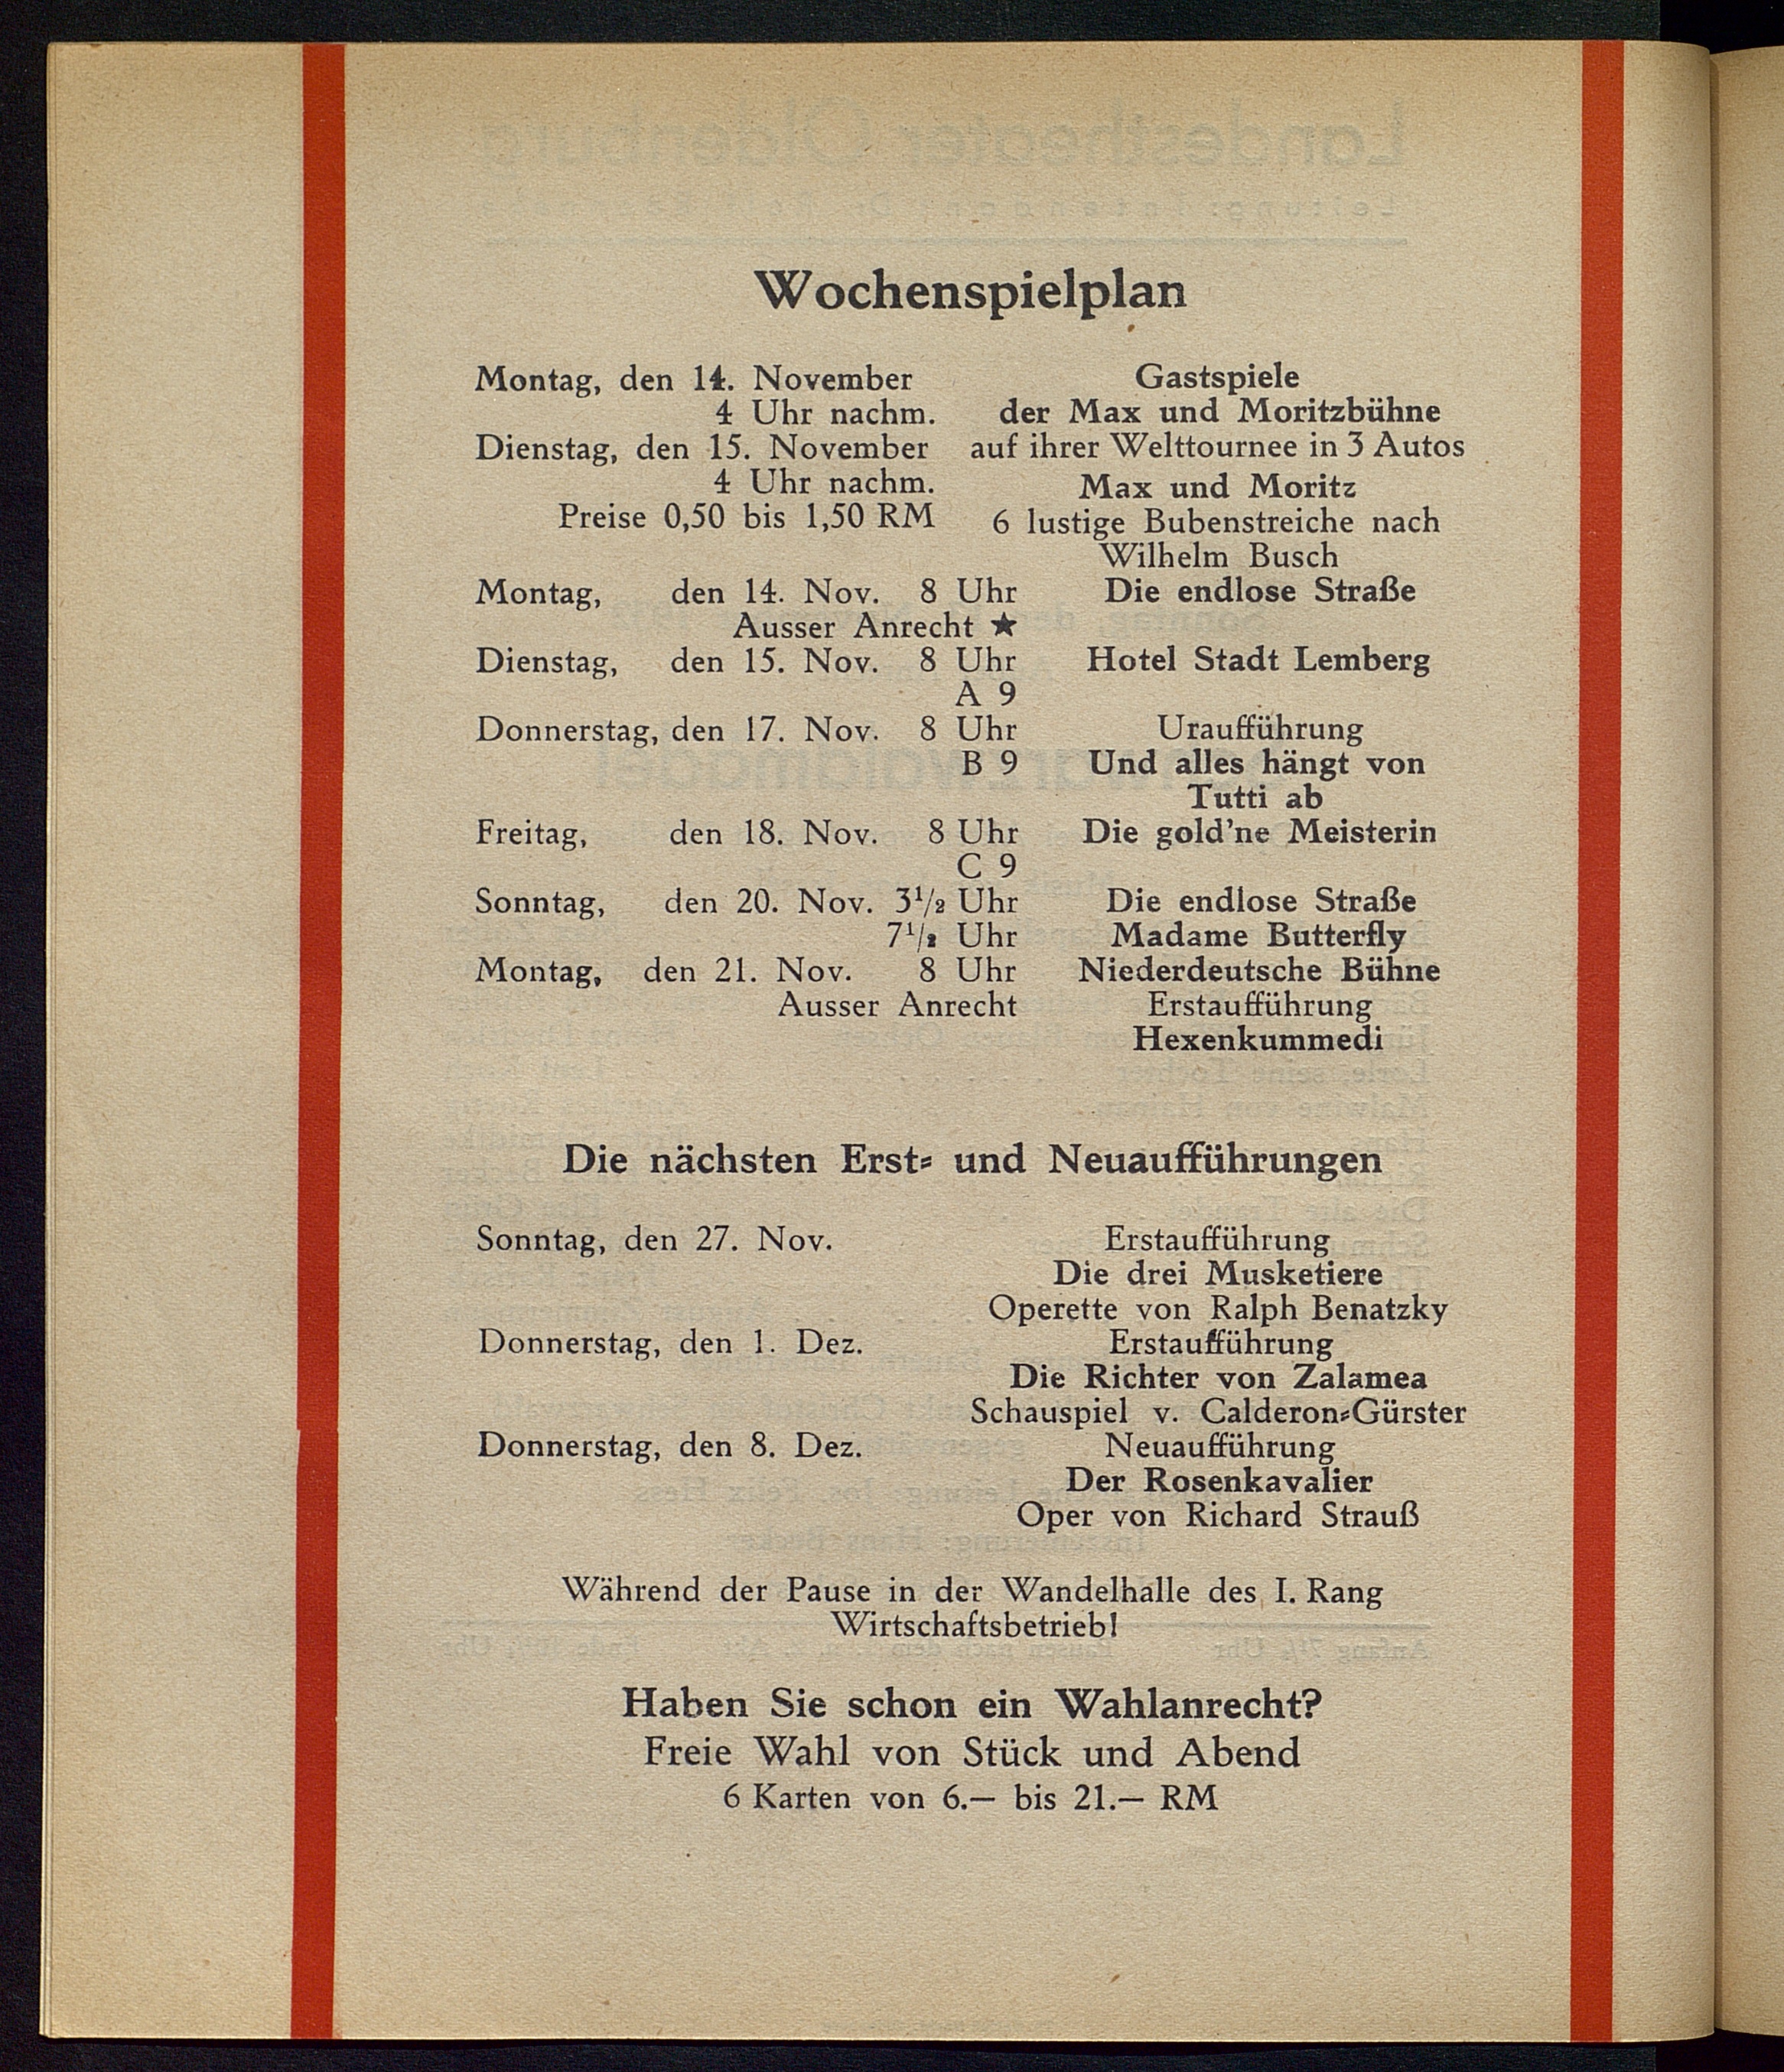 Wochenspielplan
Montag, den 14. November Gastspiele
4 Uhr nachm. der Max und Moritzbühne
Dienstag, den 15. November auf ihrer Welttournee in 3 Autos
4 Uhr nachm. Max und Moritz
Preise 0,50 bis 1,50 RM 6 lustige Bubenstreiche nach
Wilhelm Busch
Montag, den 14. Nov. 8 Uhr Die endlose Straße
Ausser Anrecht ★
Dienstag, den 15. Nov. 8 Uhr Hotel Stadt Lemberg
A 9
Donnerstag, den 17. Nov. 8 Uhr Uraufführung
B 9 Und alles hängt von
Tutti ab
Freitag, den 18. Nov. 8 Uhr Die gold'ne Meisterin
C 9
Sonntag, den 20. Nov. 3½ Uhr Die endlose Straße
7½ Uhr Madame Butterfly
Montag, den 21. Nov. 8 Uhr Niederdeutsche Bühne
Ausser Anrecht Erstaufführung
Hexenkummedi
Die nächsten Erst= und Neuaufführungen
Sonntag, den 27. Nov. Erstaufführung
Die drei Musketiere
Operette von Ralph Benatzky
Donnerstag, den 1. Dez. Erstaufführung
Die Richter von Zalamea
Schauspiel v. Calderon=Gürster
Donnerstag, den 8. Dez. Neuaufführung
Der Rosenkavalier
Oper von Richard Strauß
Während der Pause in der Wandelhalle des I. Rang
Wirtschaftsbetrieb!
Haben Sie schon ein Wahlanrecht?
Freie Wahl von Stück und Abend
6 Karten von 6.— bis 21.— RM